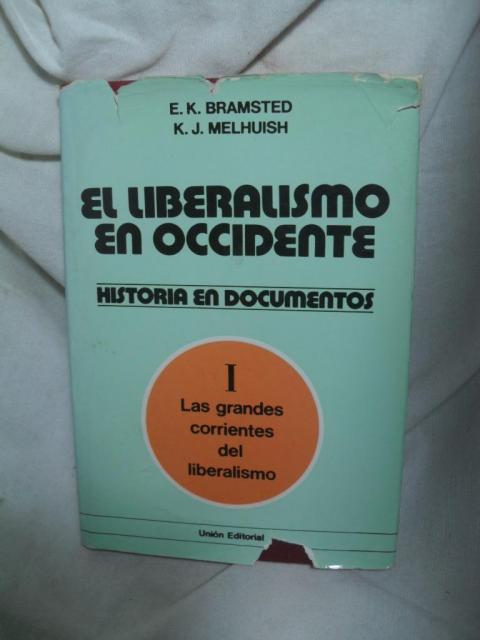 E. K. BRAMSTED
K. J. MELHUISH
EL LIBERALISMO
EN OCCIDENTE
HISTORIA EN DOCUMENTOS
I
Las grandes
corrientes
del
liberalismo
Unión Editorial